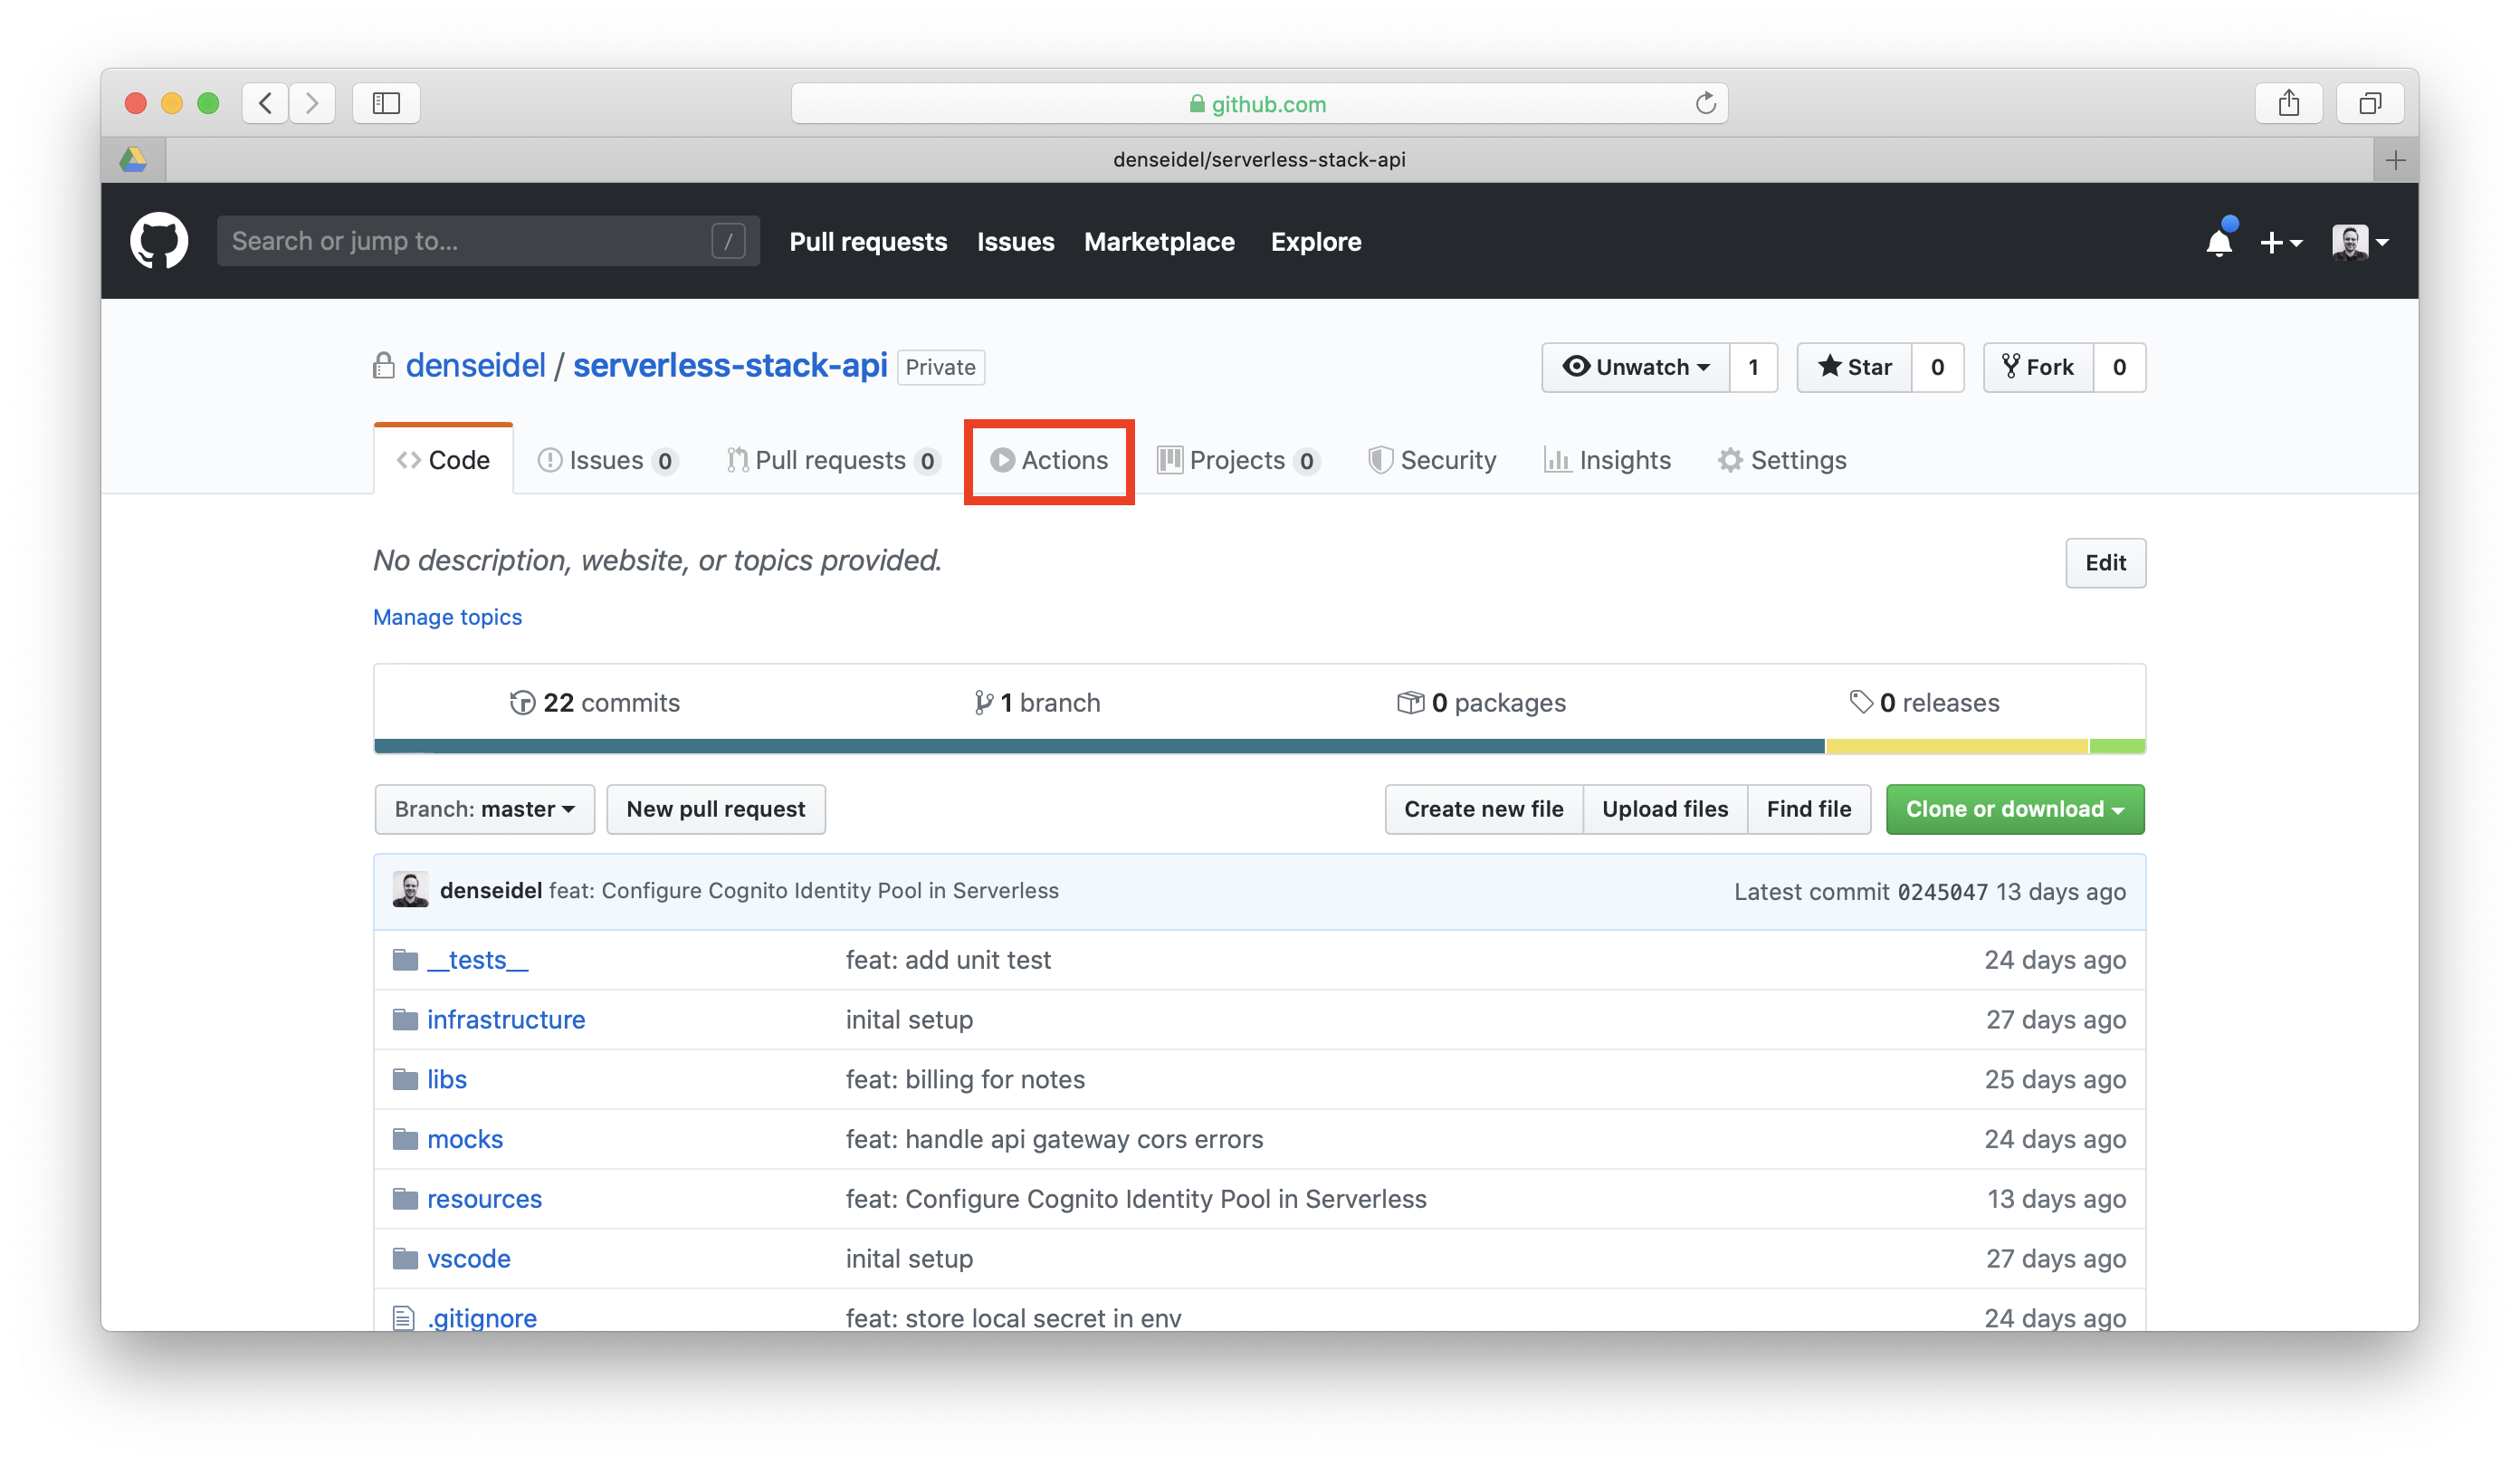 github.com
denseidel/serverless-stack-api
Search or jump to... / Pull requests Issues Marketplace Explore
denseidel / serverless-stack-api Private Unwatch 1 Star 0 Fork 0
Code Issues 0 Pull requests 0 Actions Projects 0 Security Insights Settings
No description, website, or topics provided. Edit
Manage topics
22 commits 1 branch 0 packages 0 releases
Branch: master New pull request Create new file Upload files Find file Clone or download
denseidel feat: Configure Cognito Identity Pool in Serverless Latest commit 0245047 13 days ago
__tests__ feat: add unit test 24 days ago
infrastructure inital setup 27 days ago
libs feat: billing for notes 25 days ago
mocks feat: handle api gateway cors errors 24 days ago
resources feat: Configure Cognito Identity Pool in Serverless 13 days ago
vscode inital setup 27 days ago
.gitignore feat: store local secret in env 24 days ago